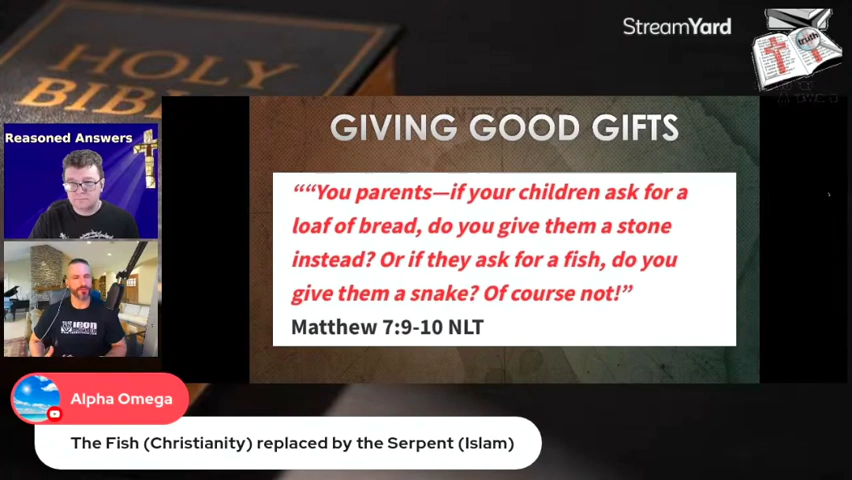 StreamYard
HOLY
truth
GIVING GOOD GIFTS
Reasoned Answers
““You parents—if your children ask for a
loaf of bread, do you give them a stone
instead? Or if they ask for a fish, do you
give them a snake? Of course not!”
Matthew 7:9-10 NLT
Alpha Omega
The Fish (Christianity) replaced by the Serpent (Islam)